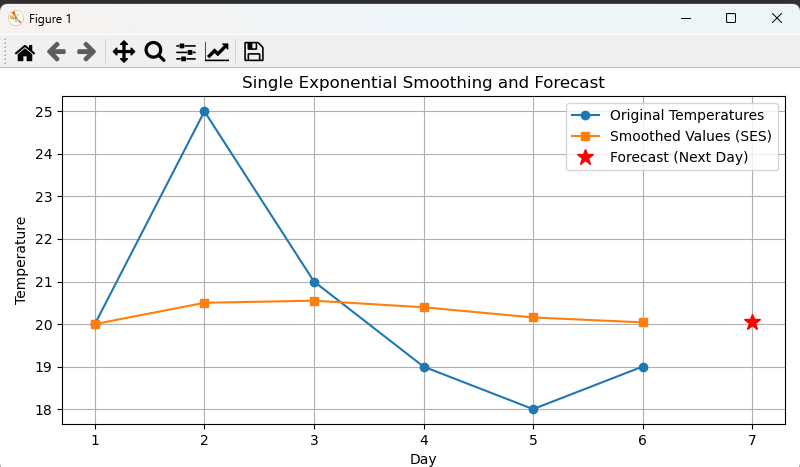 Figure 1
Single Exponential Smoothing and Forecast
Original Temperatures
Smoothed Values (SES)
Forecast (Next Day)
Temperature
25
24
23
22
21
20
19
18
1 2 3 4 5 6 7
Day